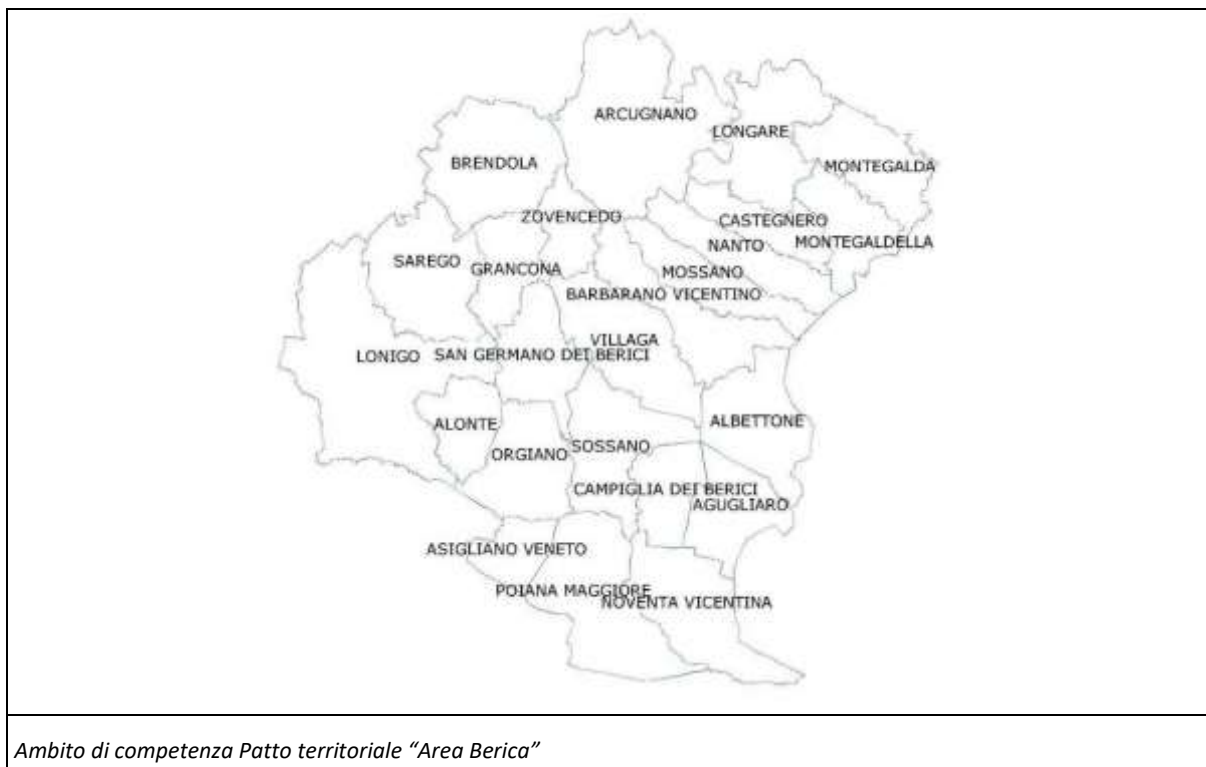 ARCUGNANO
LONGARE
BRENDOLA
MONTEGALDA
ZOVENCEDO
CASTEGNERO
NANTO
MONTEGALDELLA
SAREGO
GRANCONA
MOSSANO
BARBARANO VICENTINO
VILLAGA
LONIGO
SAN GERMANO DEI BERICI
ALONTE
ALBETTONE
ORGIANO
SOSSANO
CAMPIGLIA DEI BERICI
AGUGLIARO
ASIGLIANO VENETO
POIANA MAGGIORE
NOVENTA VICENTINA
Ambito di competenza Patto territoriale “Area Berica”